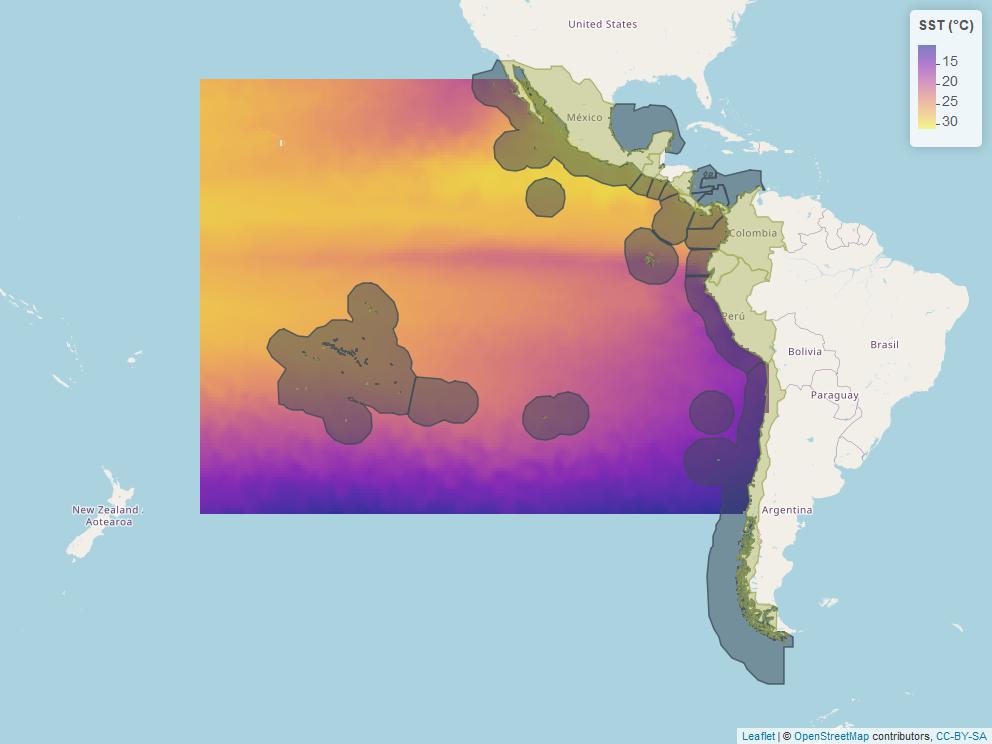 United States
SST (°C)
15
20
25
30
México
Colombia
Perú
Bolivia
Brasil
Paraguay
New Zealand
Aotearoa
Argentina
Leaflet | © OpenStreetMap contributors, CC-BY-SA